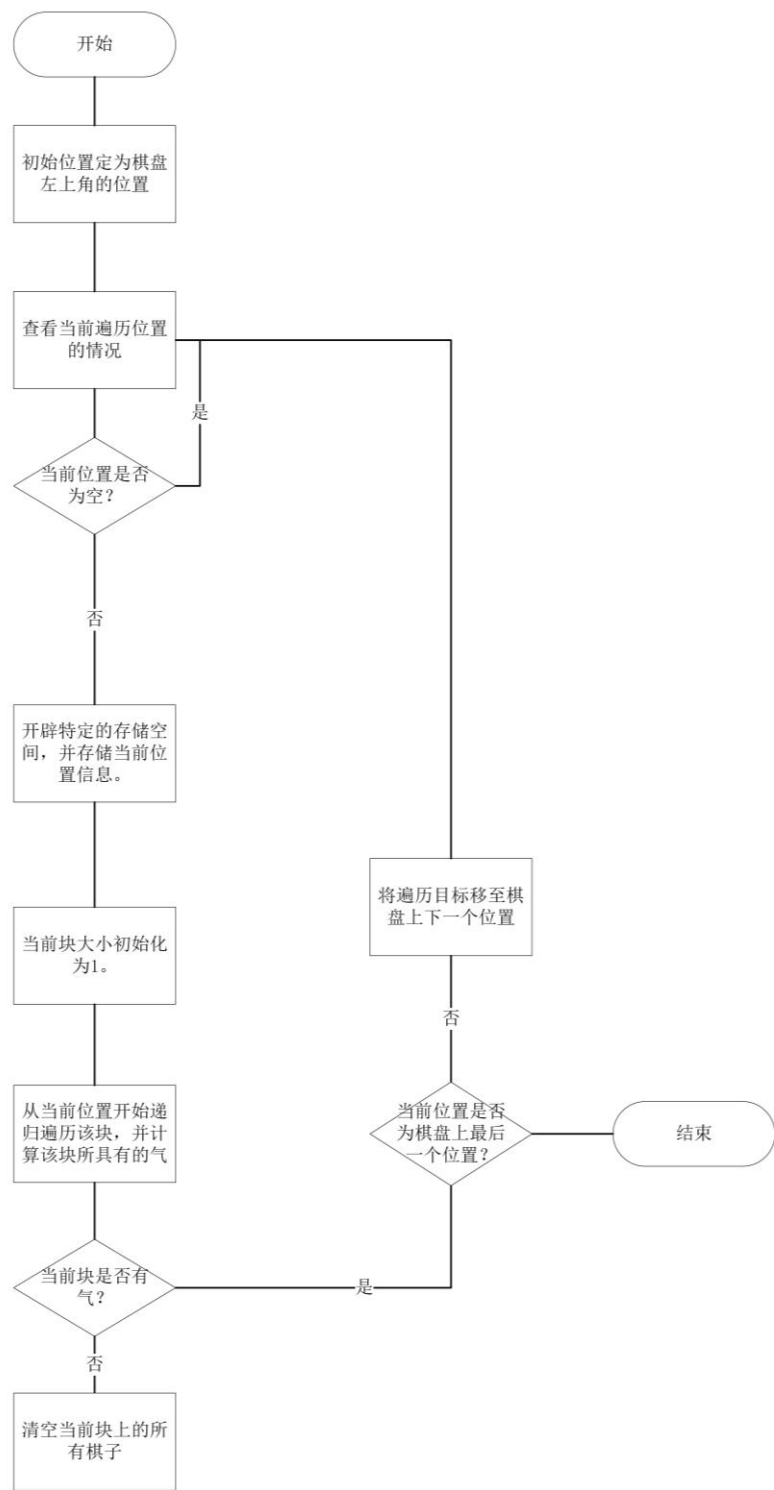 开始
初始位置定为棋盘
左上角的位置
查看当前遍历位置
的情况
是
当前位置是否
为空？
否
开辟特定的存储空
间，并存储当前位
置信息。
将遍历目标移至棋
盘上下一个位置
当前块大小初始化
为1。
否
从当前位置开始递
归遍历该块，并计
算该块所具有的气
当前位置是否
为棋盘上最后
一个位置？
结束
当前块是否有
气？
是
否
清空当前块上的所
有棋子